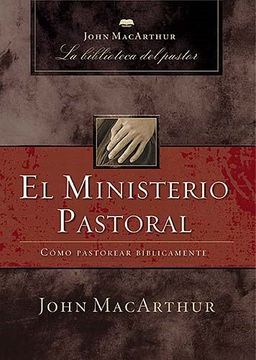 JOHN MACARTHUR
La biblioteca del pastor
EL MINISTERIO
PASTORAL
CÓMO PASTOREAR BÍBLICAMENTE
JOHN MACARTHUR